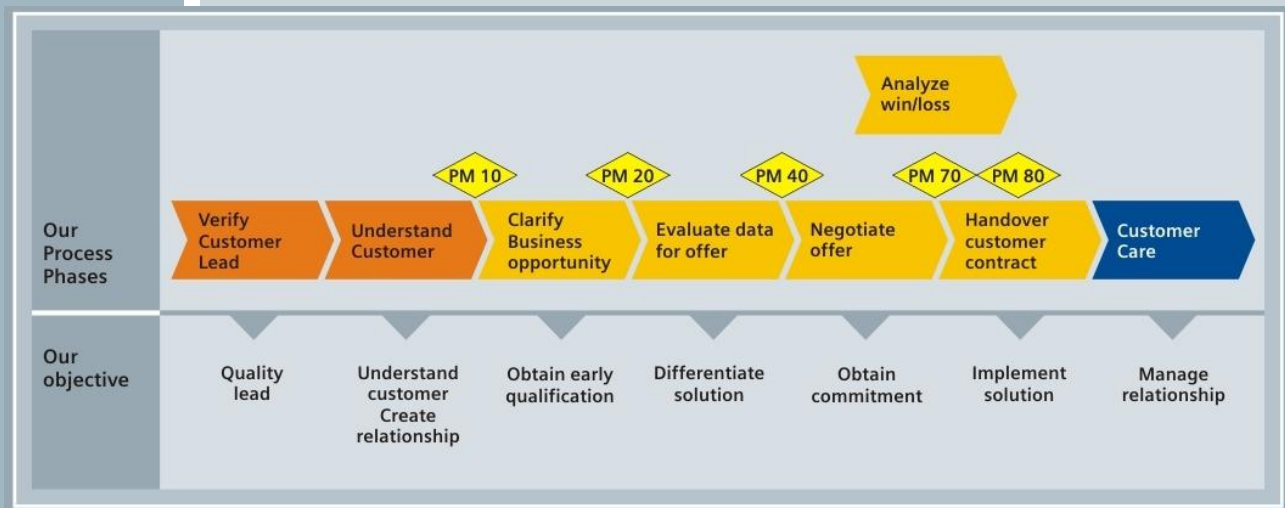 Analyze
win/loss
PM 10
PM 20
PM 40
PM 70
PM 80
Our
Process
Phases
Verify
Customer
Lead
Understand
Customer
Clarify
Business
opportunity
Evaluate data
for offer
Negotiate
offer
Handover
customer
contract
Customer
Care
Our
objective
Quality
lead
Understand
customer
Create
relationship
Obtain early
qualification
Differentiate
solution
Obtain
commitment
Implement
solution
Manage
relationship